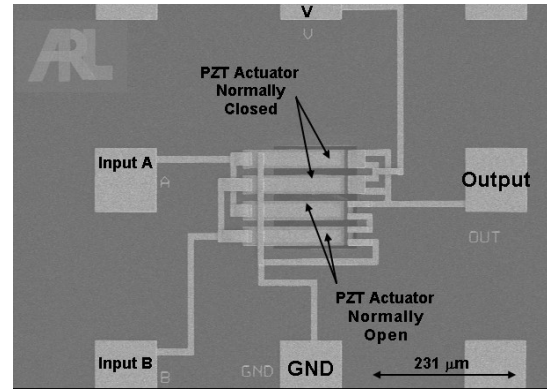 ARL
V
V
PZT Actuator
Normally
Closed
Input A
A
Output
OUT
PZT Actuator
Normally
Open
Input B
B
GND
GND
231 µm